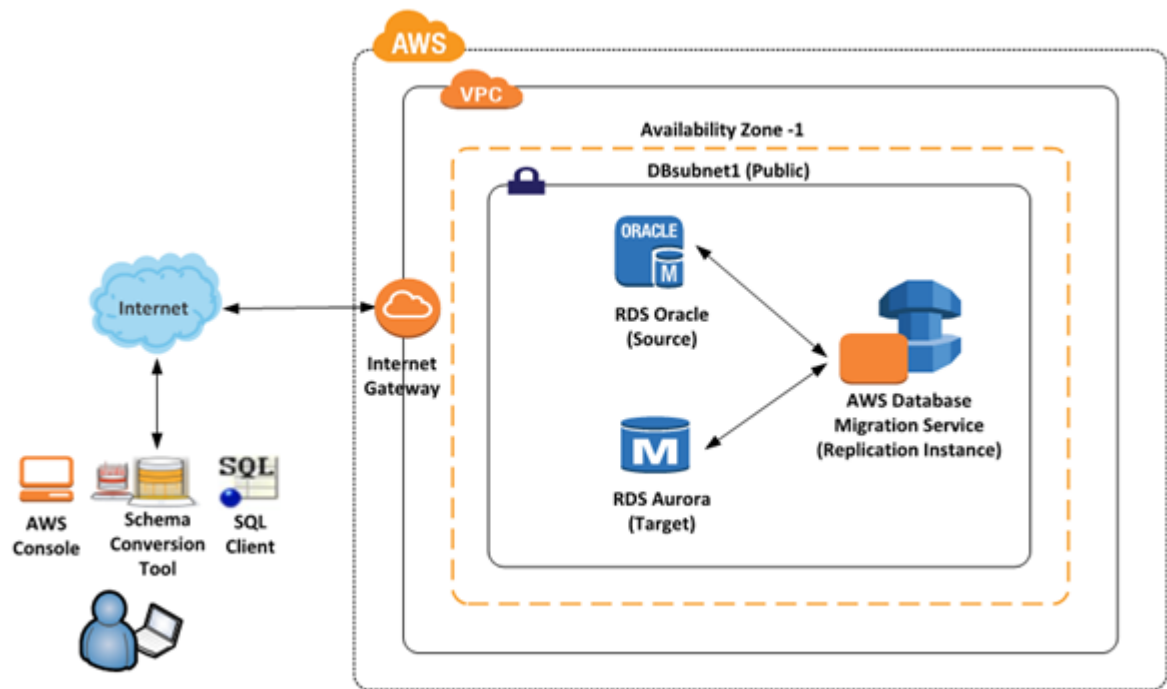 AWS
VPC
Availability Zone -1
DBsubnet1 (Public)
ORACLE
M
RDS Oracle
(Source)
Internet
Internet
Gateway
AWS Database
Migration Service
(Replication Instance)
M
RDS Aurora
(Target)
SQL
AWS
Console
Schema
Conversion
Tool
SQL
Client